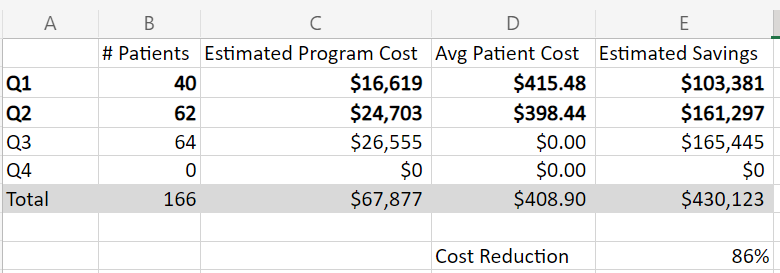 A B C D E
# Patients Estimated Program Cost Avg Patient Cost Estimated Savings
Q1 40 $16,619 $415.48 $103,381
Q2 62 $24,703 $398.44 $161,297
Q3 64 $26,555 $0.00 $165,445
Q4 0 $0 $0.00 $0
Total 166 $67,877 $408.90 $430,123
Cost Reduction 86%